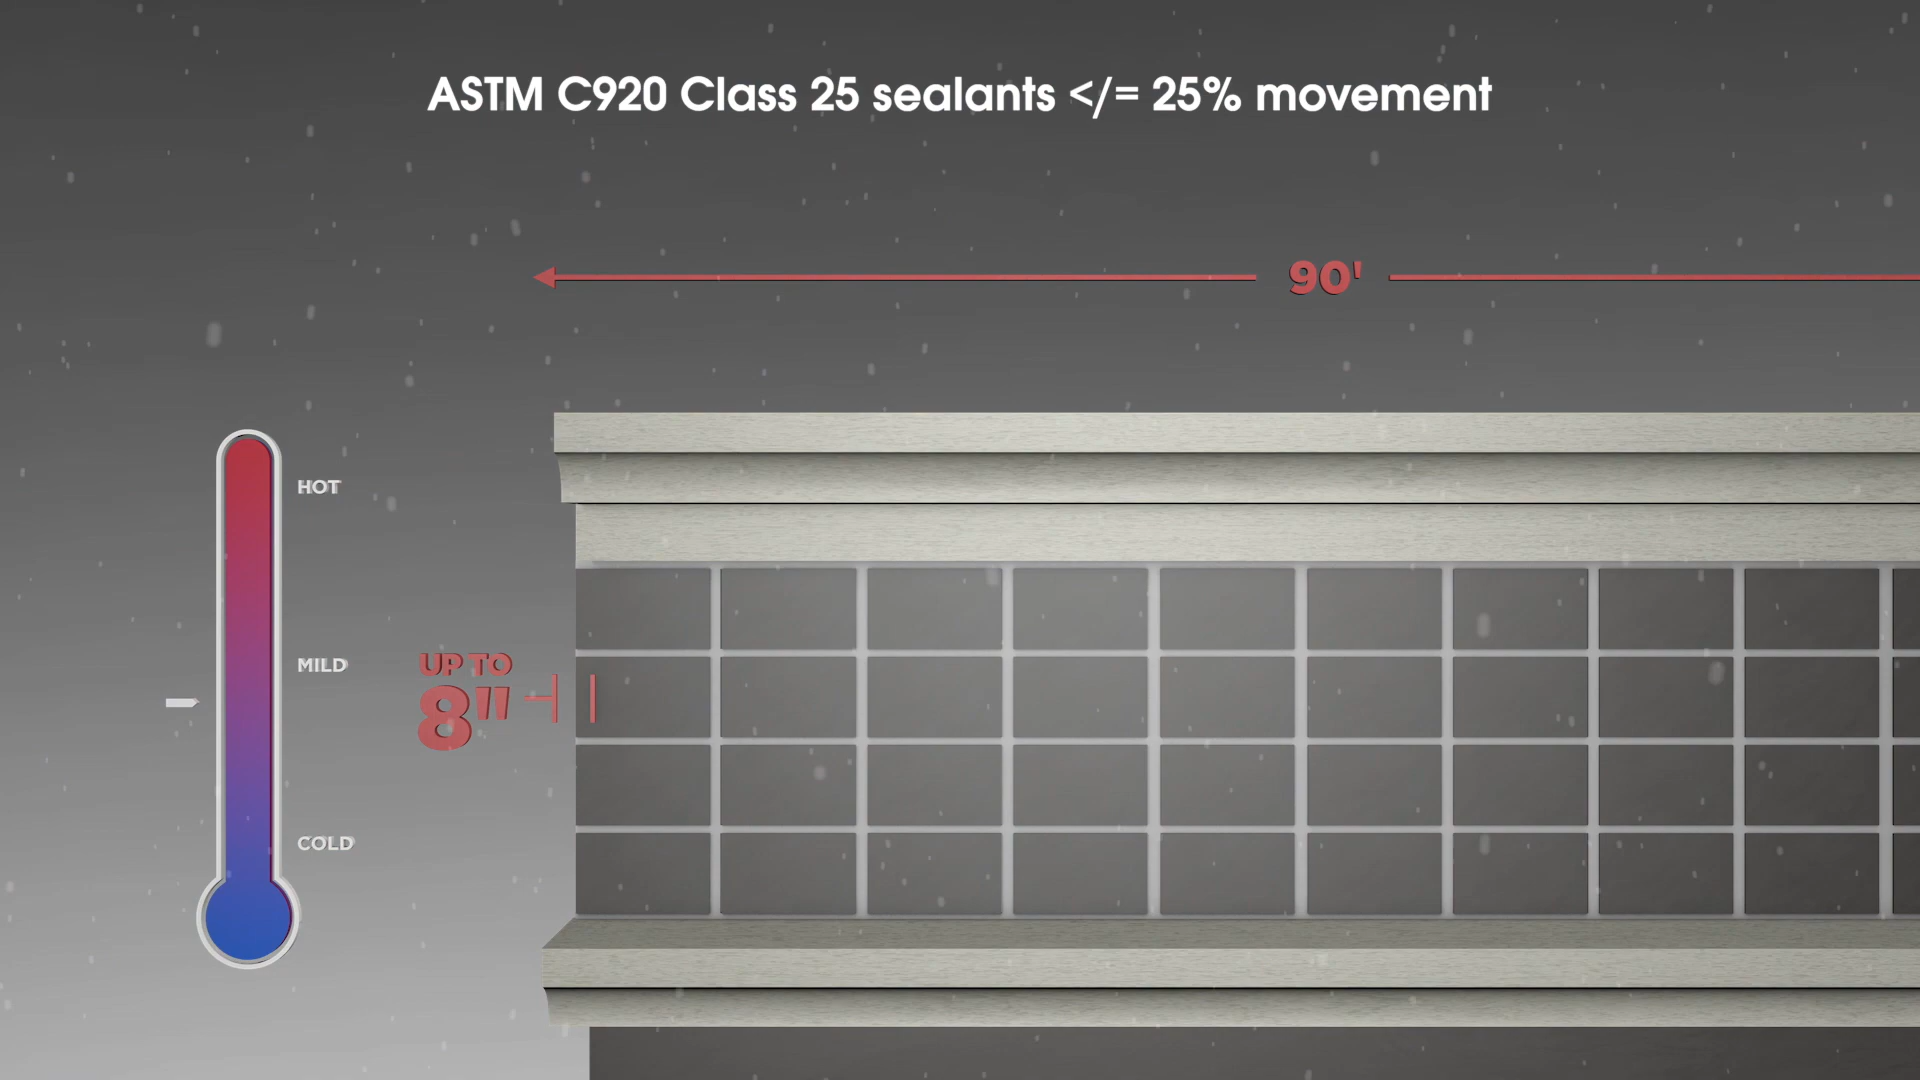 ASTM C920 Class 25 sealants </= 25% movement
90'
HOT
MILD
UP TO
8"
COLD